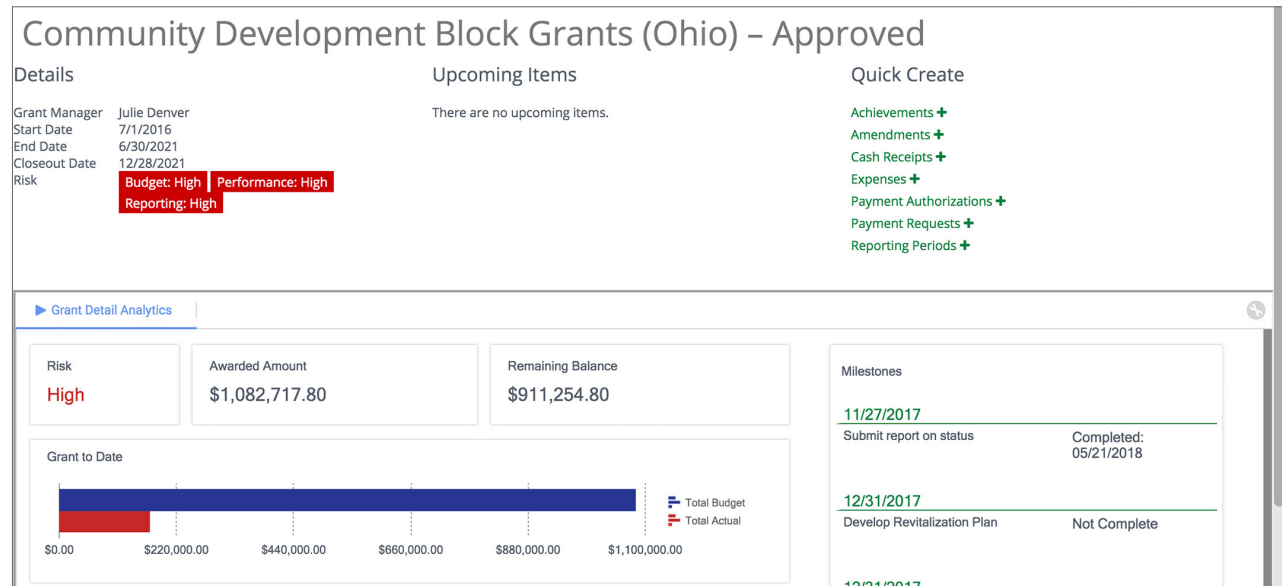 Community Development Block Grants (Ohio) – Approved
Details
Grant Manager Julie Denver
Start Date 7/1/2016
End Date 6/30/2021
Closeout Date 12/28/2021
Risk Budget: High Performance: High
Reporting: High
Upcoming Items
There are no upcoming items.
Quick Create
Achievements +
Amendments +
Cash Receipts +
Expenses +
Payment Authorizations +
Payment Requests +
Reporting Periods +
Grant Detail Analytics
Risk
High
Awarded Amount
$1,082,717.80
Remaining Balance
$911,254.80
Grant to Date
Total Budget
Total Actual
$0.00 $220,000.00 $440,000.00 $660,000.00 $880,000.00 $1,100,000.00
Milestones
11/27/2017
Submit report on status Completed:
05/21/2018
12/31/2017
Develop Revitalization Plan Not Complete
12/31/2017